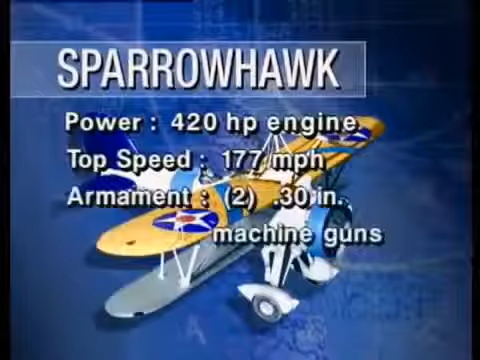 SPARROWHAWK
Power : 420 hp engine
Top Speed : 177 mph
Armament : (2) .30 in.
machine guns